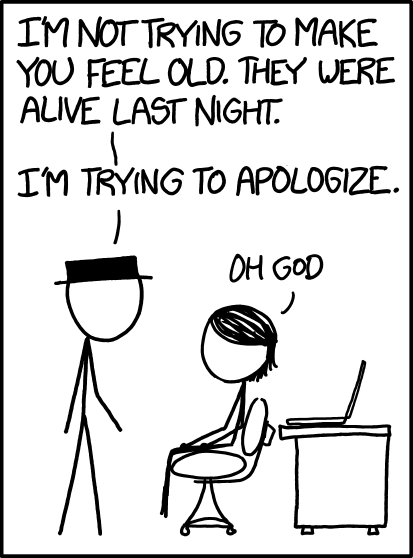 I'M NOT TRYING TO MAKE
YOU FEEL OLD. THEY WERE
ALIVE LAST NIGHT.
I'M TRYING TO APOLOGIZE.
OH GOD